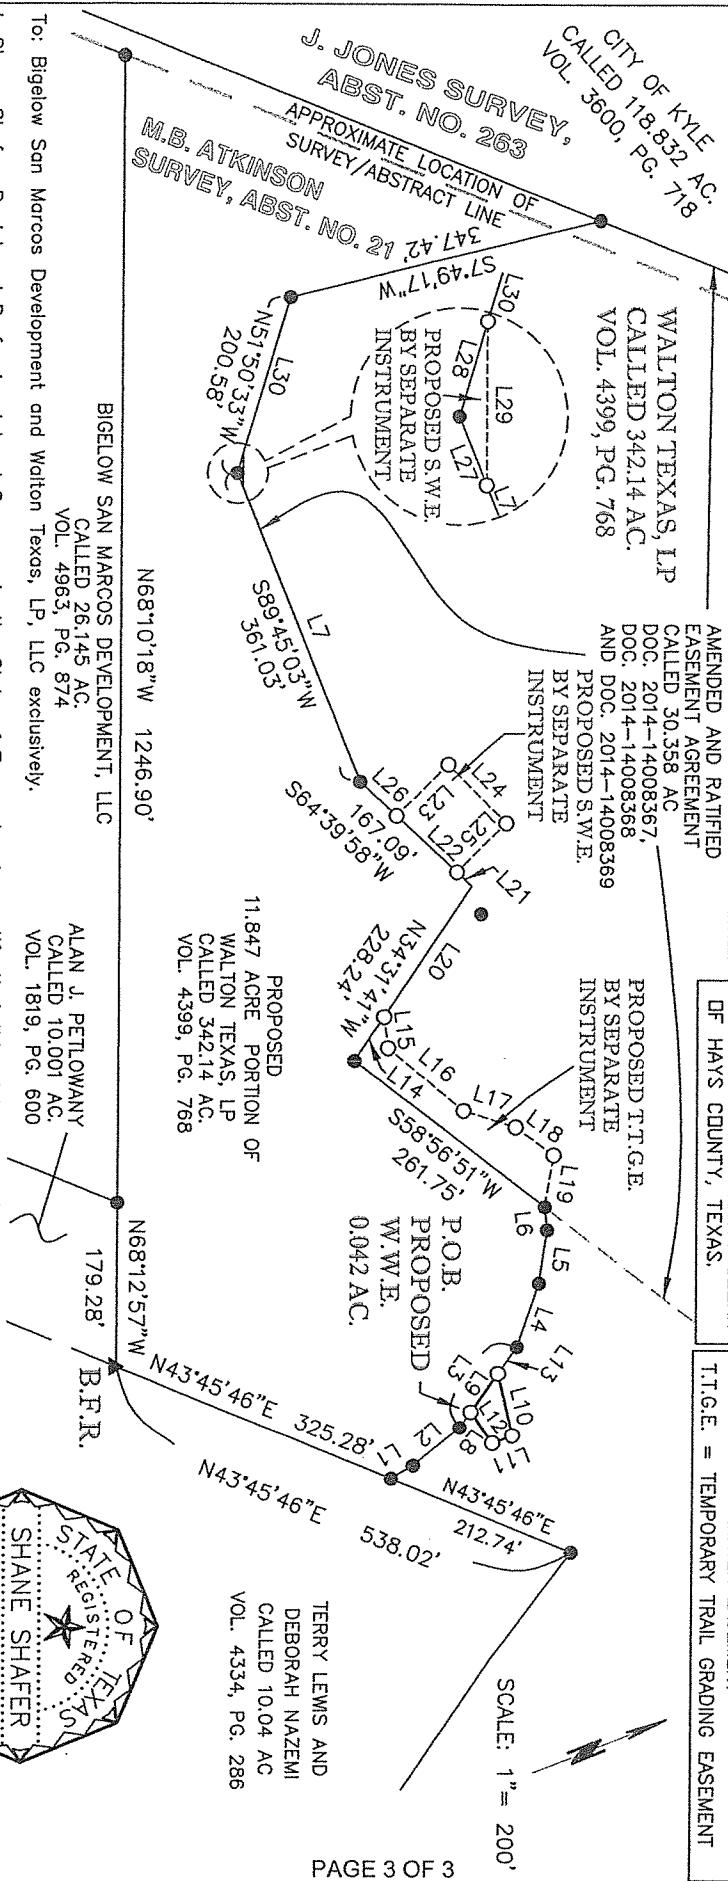 OF HAYS COUNTY, TEXAS.
T.T.G.E. = TEMPORARY TRAIL GRADING EASEMENT
CITY OF KYLE
CALLED 118.832 AC.
VOL. 3600, PG. 718
J. JONES SURVEY,
ABST. NO. 263
APPROXIMATE LOCATION OF
SURVEY/ABSTRACT LINE
M.B. ATKINSON
SURVEY, ABST. NO. 21
WALTON TEXAS, LP
CALLED 342.14 AC.
VOL. 4399, PG. 768
AMENDED AND RATIFIED
EASEMENT AGREEMENT
CALLED 30.358 AC
DOC. 2014-14008367,
DOC. 2014-14008368
AND DOC. 2014-14008369
PROPOSED S.W.E.
BY SEPARATE
INSTRUMENT
PROPOSED T.T.G.E.
BY SEPARATE
INSTRUMENT
SCALE: 1"= 200'
S7°49'17"W
347.42'
L30
L28
L29
L27
L7
PROPOSED S.W.E.
BY SEPARATE
INSTRUMENT
L30
N51°50'33"W
200.58'
L7
S89°45'03"W
361.03'
L26
L23
L24
L25
L22
L21
167.09'
S64°39'58"W
L20
N34°31'41"W
228.24'
L15
L14
L16
L17
L18
L19
S58°56'51"W
261.75'
L6
L5
L4
L13
L9
L3
L10
L12
L11
L8
L2
L1
P.O.B.
PROPOSED
W.W.E.
0.042 AC.
N43°45'46"E
212.74'
N43°45'46"E 325.28'
N43°45'46"E 538.02'
PROPOSED
11.847 ACRE PORTION OF
WALTON TEXAS, LP
CALLED 342.14 AC.
VOL. 4399, PG. 768
TERRY LEWIS AND
DEBORAH NAZEMI
CALLED 10.04 AC
VOL. 4334, PG. 286
N68°10'18"W 1246.90'
N68°12'57"W
179.28'
B.F.R.
BIGELOW SAN MARCOS DEVELOPMENT, LLC
CALLED 26.145 AC.
VOL. 4963, PG. 874
ALAN J. PETLOWANY
CALLED 10.001 AC.
VOL. 1819, PG. 600
To: Bigelow San Marcos Development and Walton Texas, LP, LLC exclusively.
STATE OF TEXAS
REGISTERED
SHANE SHAFER
PAGE 3 OF 3